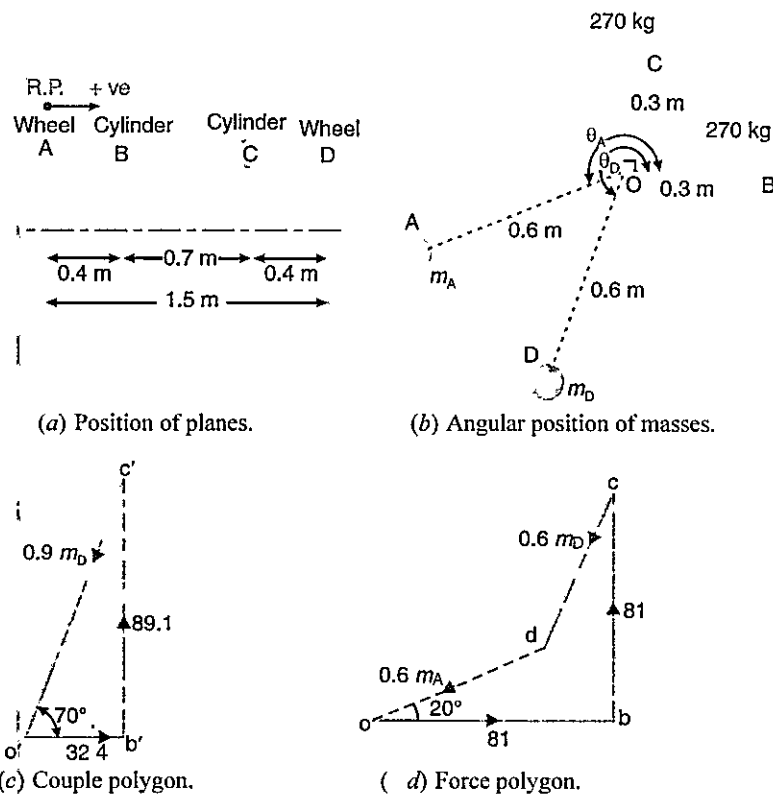 270 kg
C
0.3 m
270 kg
R.P. + ve
Wheel Cylinder Cylinder Wheel
A B C D
θA
θD
O 0.3 m B
A
0.6 m
mA
0.6 m
0.4 m 0.7 m 0.4 m
1.5 m
D
mD
(a) Position of planes.
(b) Angular position of masses.
c'
0.9 mD
89.1
70°
o' 32.4 b'
(c) Couple polygon.
c
0.6 mD
81
d
0.6 mA
20°
o 81 b
( d) Force polygon.